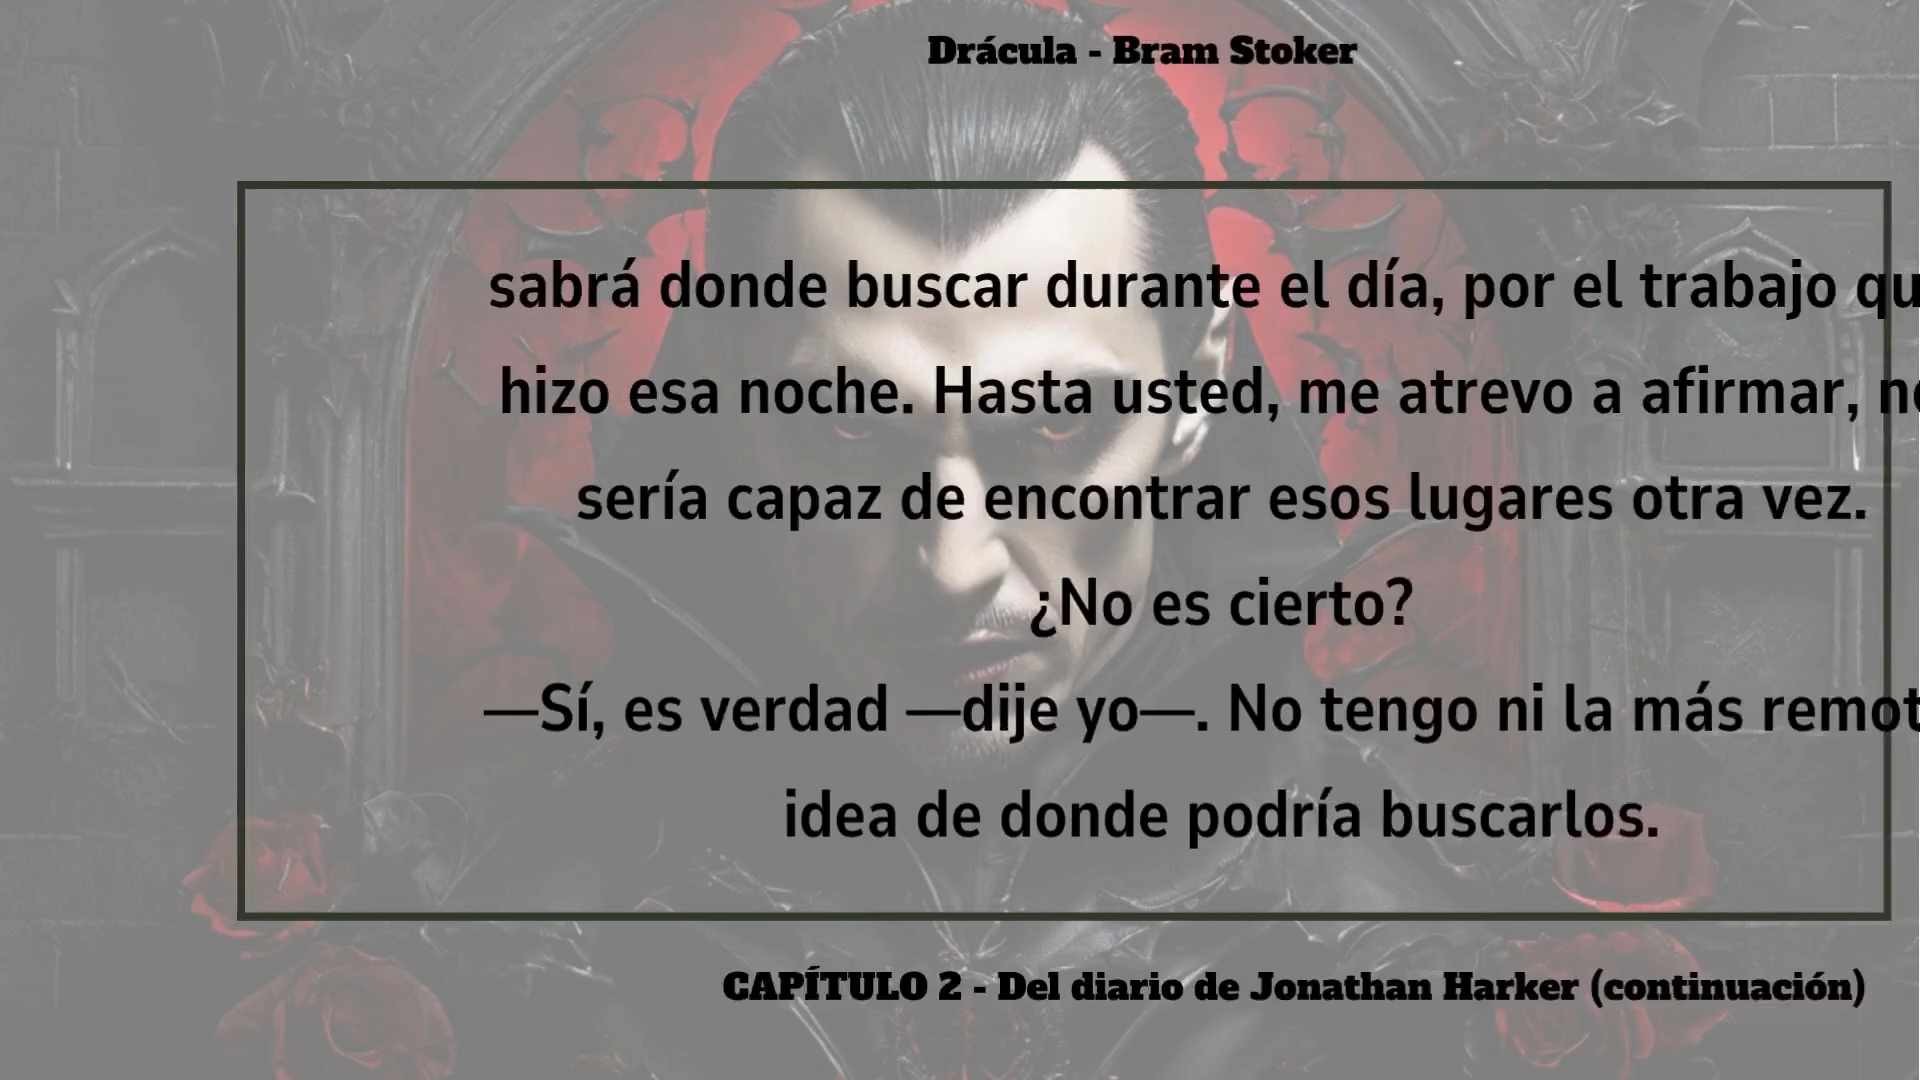 Drácula - Bram Stoker
sabrá donde buscar durante el día, por el trabajo qu
hizo esa noche. Hasta usted, me atrevo a afirmar, n
sería capaz de encontrar esos lugares otra vez.
¿No es cierto?
—Sí, es verdad —dije yo—. No tengo ni la más remot
idea de donde podría buscarlos.
CAPÍTULO 2 - Del diario de Jonathan Harker (continuación)